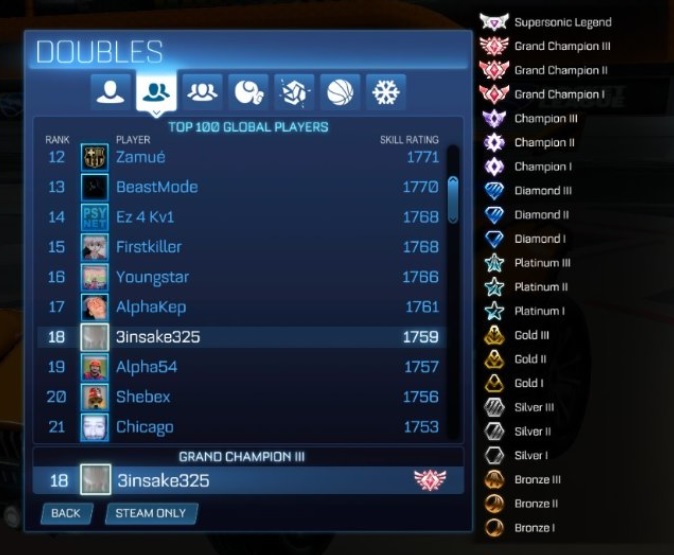 DOUBLES
TOP 100 GLOBAL PLAYERS
RANK PLAYER SKILL RATING
12 Zamué 1771
13 BeastMode 1770
14 PSY NET Ez 4 Kv1 1768
15 Firstkiller 1768
16 Youngstar 1766
17 AlphaKep 1761
18 3insake325 1759
19 Alpha54 1757
20 Shebex 1756
21 Chicago 1753
GRAND CHAMPION III
18 3insake325
BACK STEAM ONLY
Supersonic Legend
Grand Champion III
Grand Champion II
Grand Champion I
Champion III
Champion II
Champion I
Diamond III
Diamond II
Diamond I
Platinum III
Platinum II
Platinum I
Gold III
Gold II
Gold I
Silver III
Silver II
Silver I
Bronze III
Bronze II
Bronze I